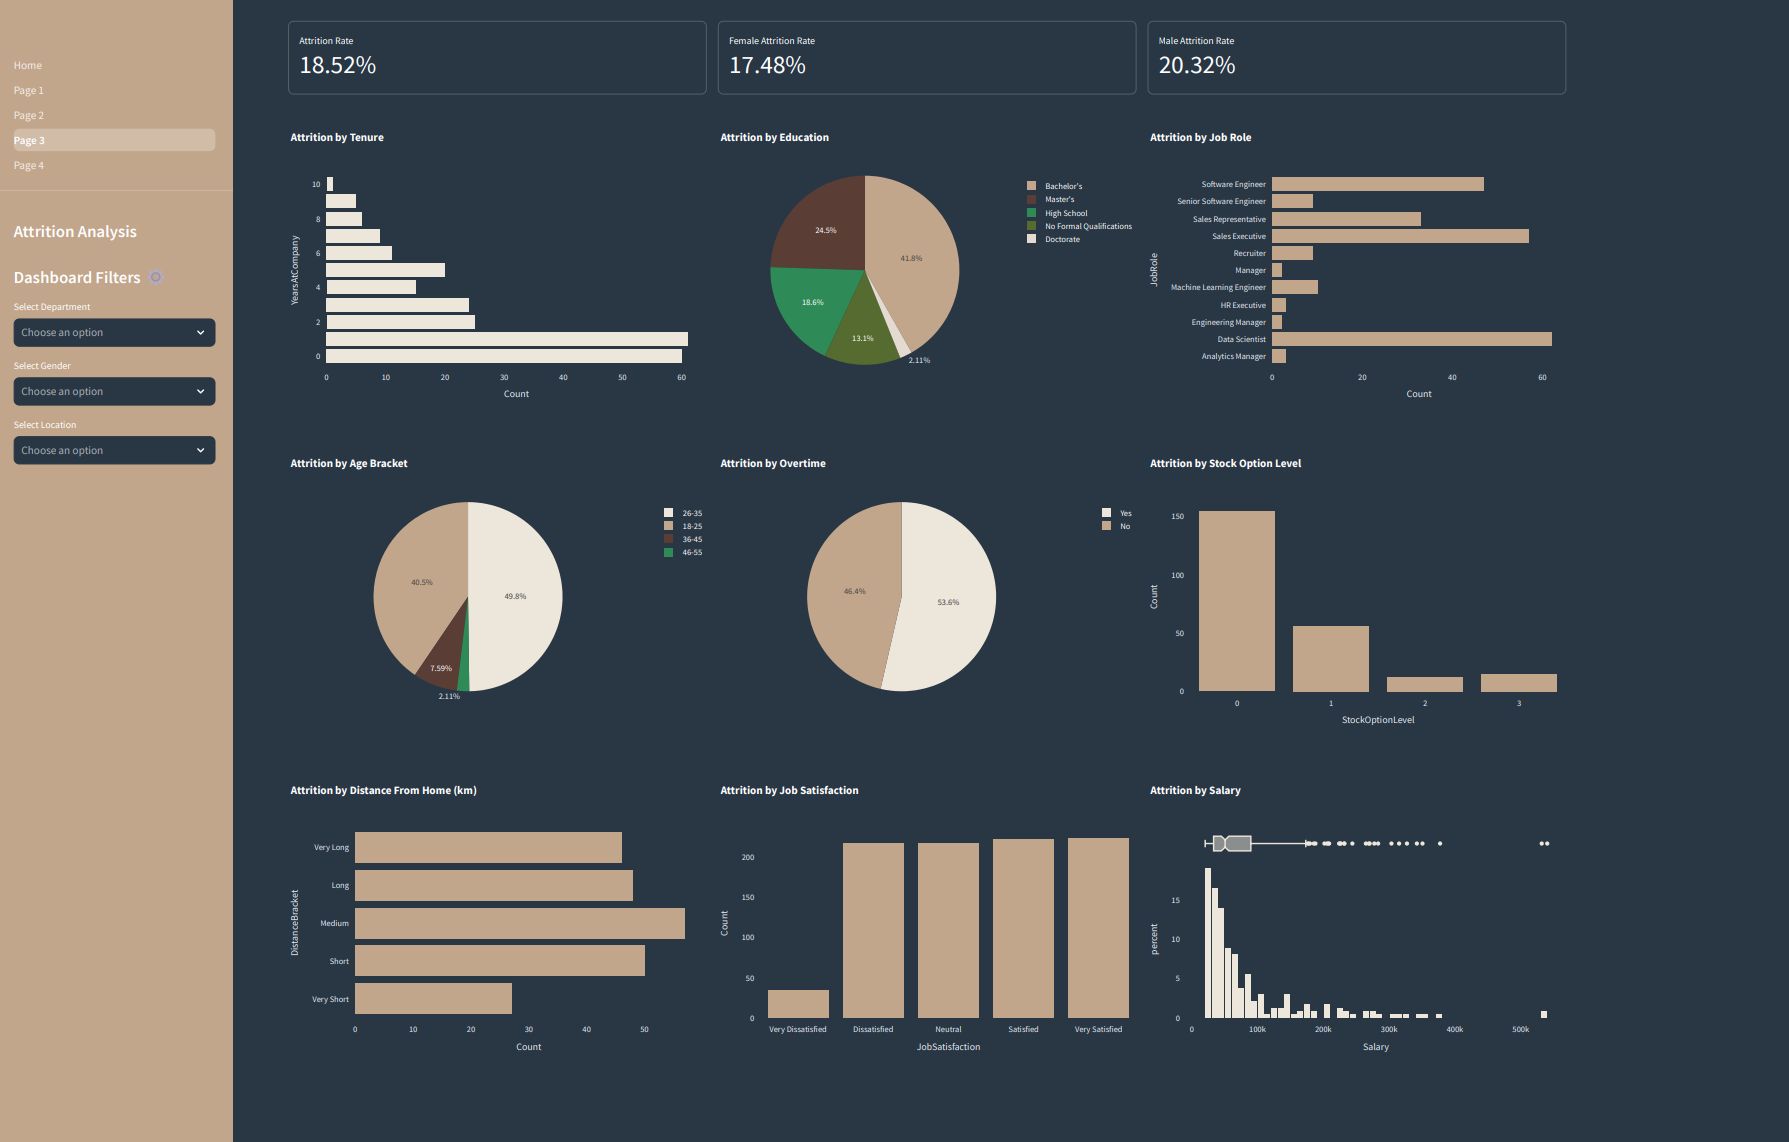 Home
Page 1
Page 2
Page 3
Page 4
Attrition Analysis
Dashboard Filters
Select Department
Choose an option
Select Gender
Choose an option
Select Location
Choose an option
Attrition Rate
18.52%
Female Attrition Rate
17.48%
Male Attrition Rate
20.32%
Attrition by Tenure
YearsAtCompany
10
8
6
4
2
0
0 10 20 30 40 50 60
Count
Attrition by Education
41.8%
24.5%
18.6%
13.1%
2.11%
Bachelor's
Master's
High School
No Formal Qualifications
Doctorate
Attrition by Job Role
JobRole
Software Engineer
Senior Software Engineer
Sales Representative
Sales Executive
Recruiter
Manager
Machine Learning Engineer
HR Executive
Engineering Manager
Data Scientist
Analytics Manager
0 20 40 60
Count
Attrition by Age Bracket
40.5%
49.8%
7.59%
2.11%
26-35
18-25
36-45
46-55
Attrition by Overtime
46.4%
53.6%
Yes
No
Attrition by Stock Option Level
Count
150
100
50
0
0 1 2 3
StockOptionLevel
Attrition by Distance From Home (km)
DistanceBracket
Very Long
Long
Medium
Short
Very Short
0 10 20 30 40 50
Count
Attrition by Job Satisfaction
Count
200
150
100
50
0
Very Dissatisfied Dissatisfied Neutral Satisfied Very Satisfied
JobSatisfaction
Attrition by Salary
percent
15
10
5
0
0 100k 200k 300k 400k 500k
Salary